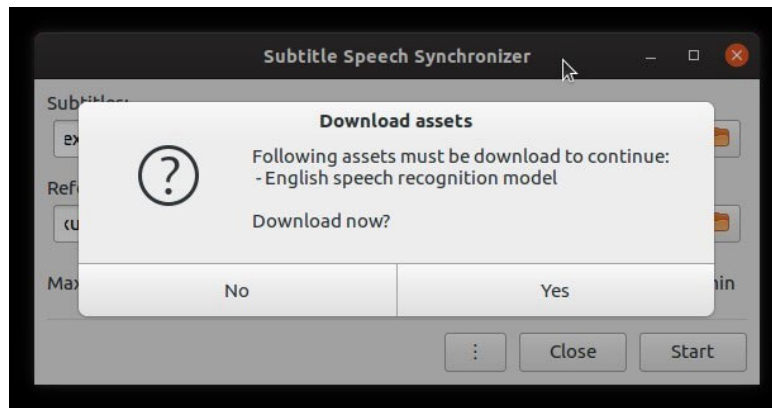 Subtitle Speech Synchronizer
Subtitles:
Download assets
Following assets must be download to continue:
- English speech recognition model
Download now?
No
Yes
Close
Start